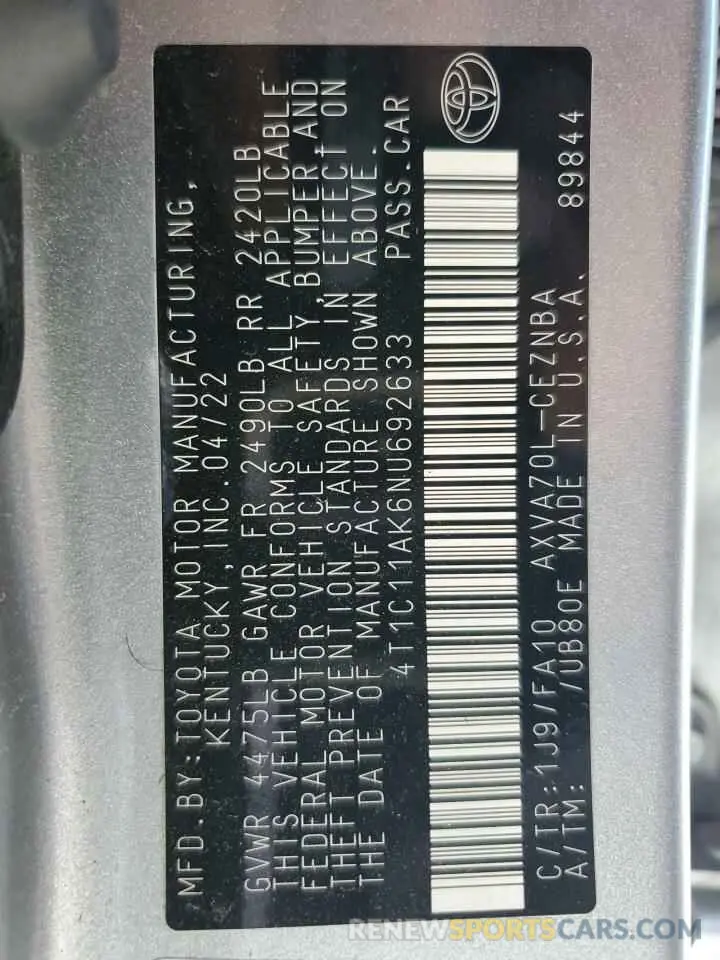 MFD.BY:TOYOTA MOTOR MANUFACTURING,
KENTUCKY,INC.04/22
GVWR 4475LB GAWR FR 2490LB RR 2420LB
THIS VEHICLE CONFORMS TO ALL APPLICABLE
FEDERAL MOTOR VEHICLE SAFETY,BUMPER AND
THEFT PREVENTION STANDARDS IN EFFECT ON
THE DATE OF MANUFACTURE SHOWN ABOVE.
4T1C11AK6NU692633 PASS.CAR
C/TR:1J9/FA10 AXVA70L-CEZNBA
A/TM: /UB80E MADE IN U.S.A. 89844
RENEWSPORTSCARS.COM